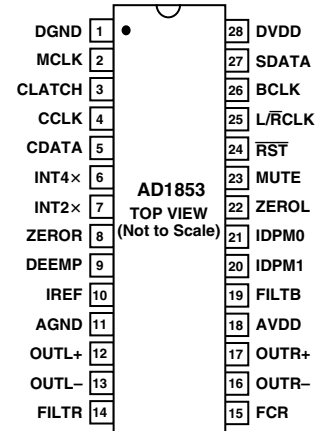 DGND 1 28 DVDD
MCLK 2 27 SDATA
CLATCH 3 26 BCLK
CCLK 4 25 L/R̅CLK
CDATA 5 24 R̅S̅T̅
INT4× 6 23 MUTE
INT2× 7 22 ZEROL
ZEROR 8 21 IDPM0
DEEMP 9 20 IDPM1
IREF 10 19 FILTB
AGND 11 18 AVDD
OUTL+ 12 17 OUTR+
OUTL– 13 16 OUTR–
FILTR 14 15 FCR
AD1853
TOP VIEW
(Not to Scale)